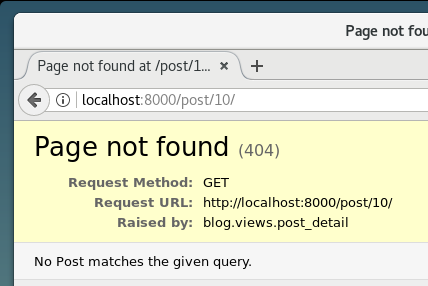 Page not fou
Page not found at /post/1... ×
localhost:8000/post/10/
Page not found (404)
Request Method: GET
Request URL: http://localhost:8000/post/10/
Raised by: blog.views.post_detail
No Post matches the given query.